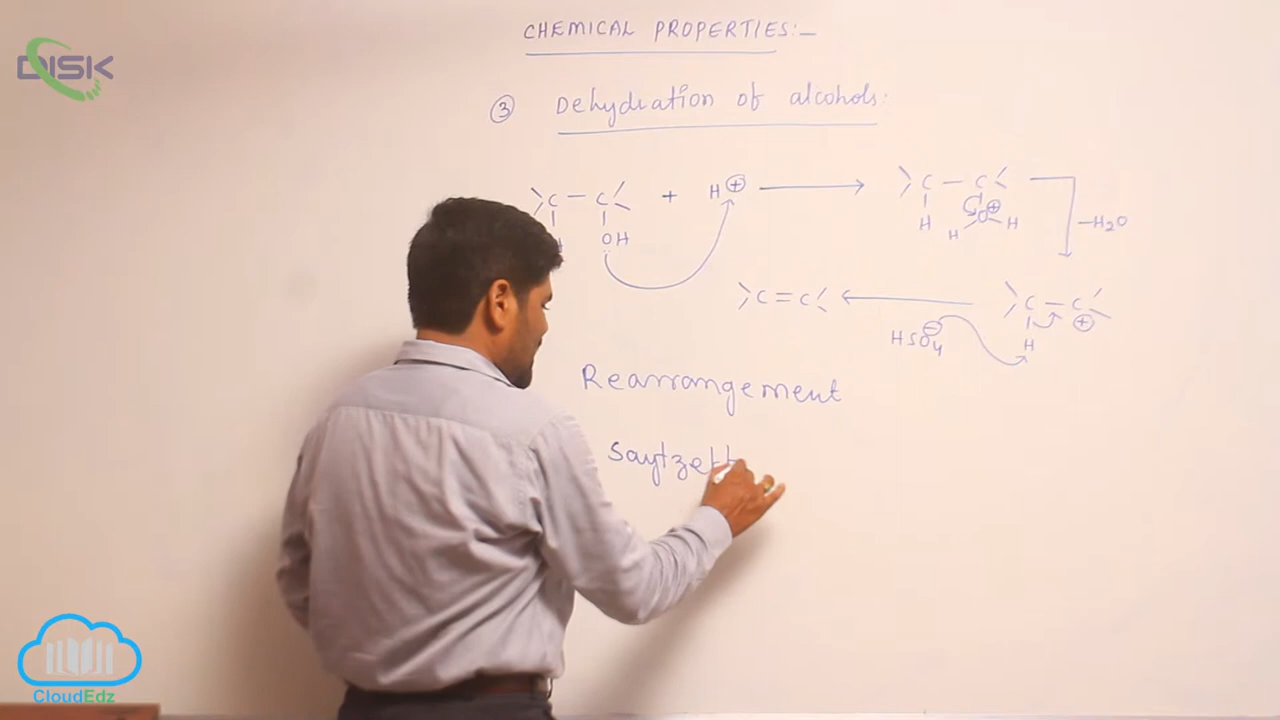 DISK
CHEMICAL PROPERTIES:-
③ Dehydration of alcohols:
C - C + H⊕ → C - C
OH H O⊕ -H2O
H H
C = C ← C - C
HSO4⊖ H ⊕
Rearrangement
Saytzeff
CloudEdz